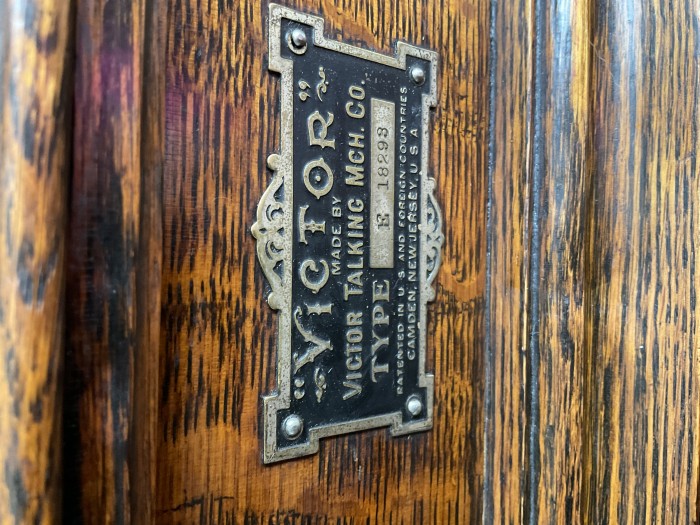 "VICTOR"
MADE BY
VICTOR TALKING MCH. CO.
TYPE E 18293
PATENTED IN U.S. AND FOREIGN COUNTRIES
CAMDEN, NEW JERSEY, U S A